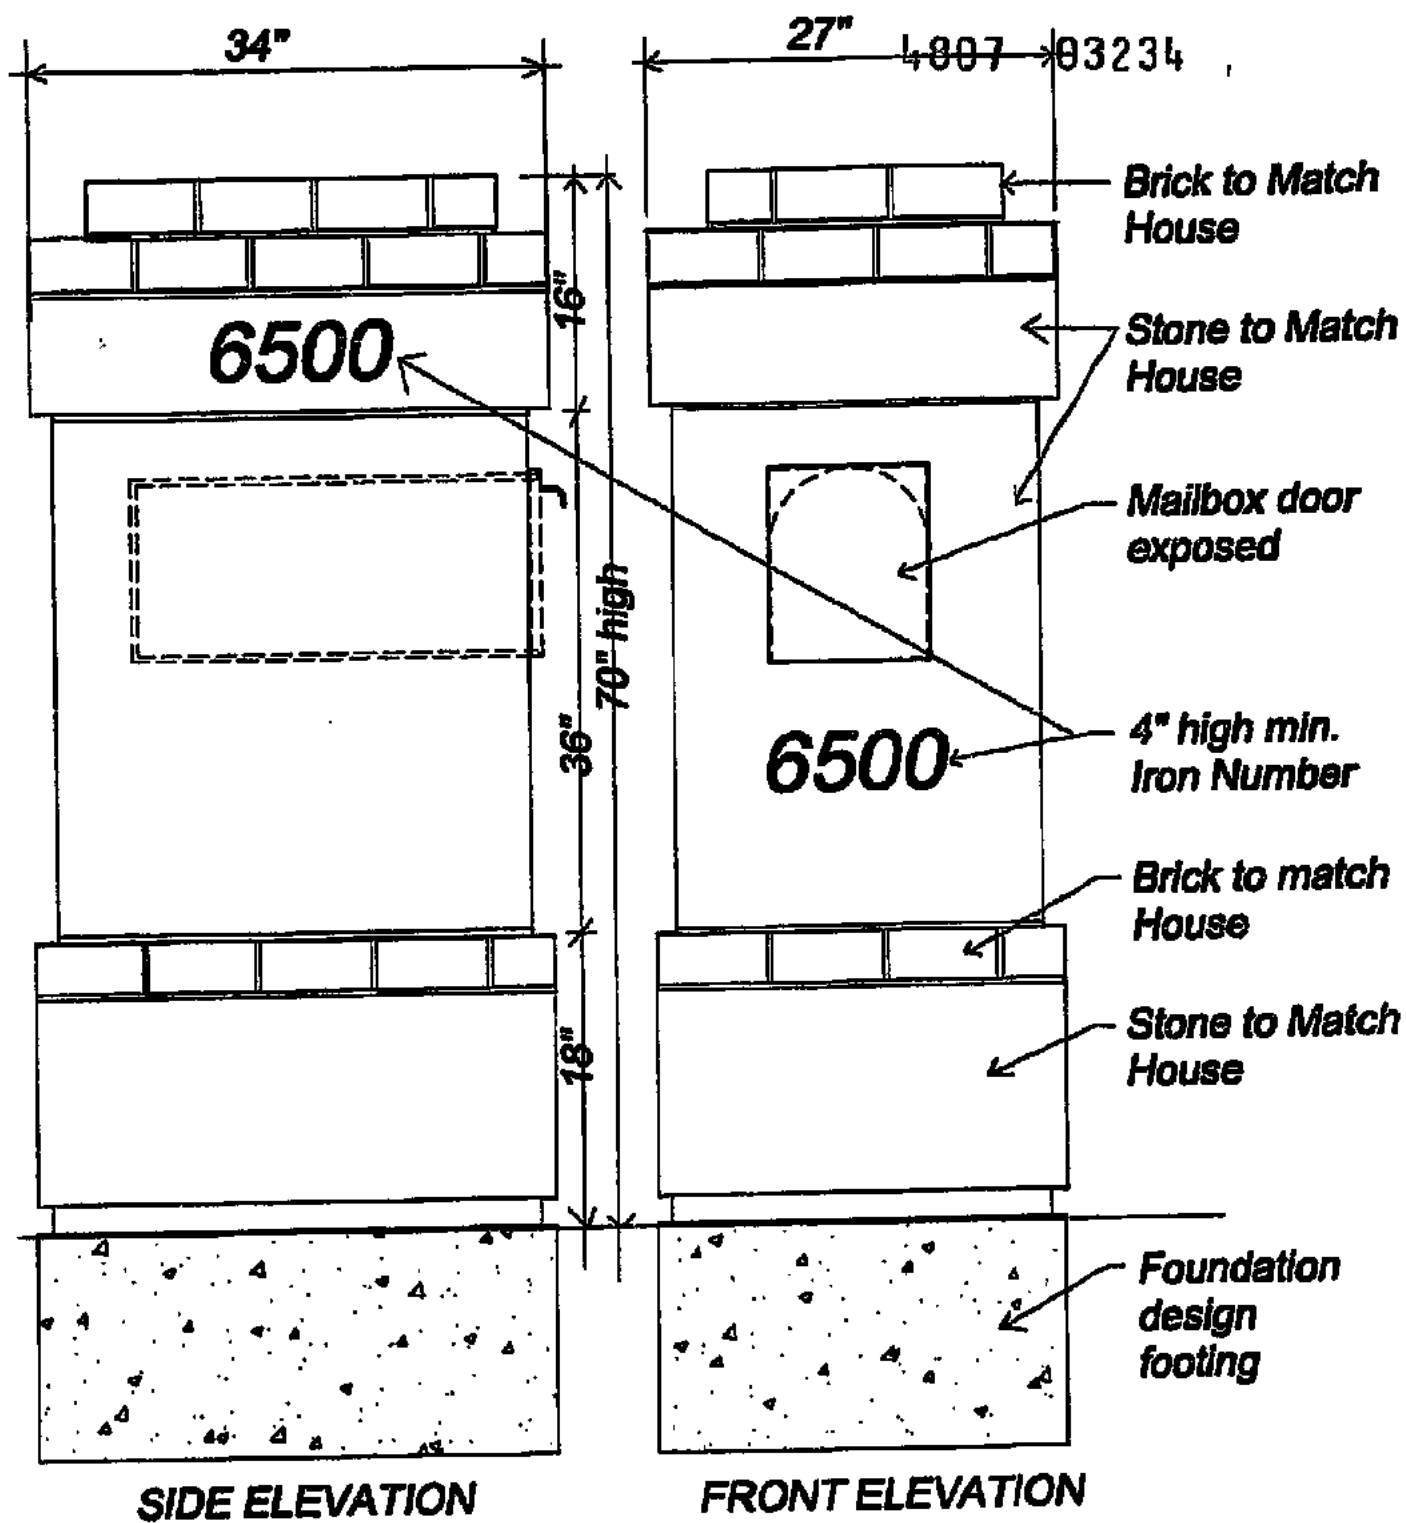 34"
27"
4807 03234
Brick to Match
House
16"
6500
Stone to Match
House
Mailbox door
exposed
70" high
36"
6500
4" high min.
Iron Number
Brick to match
House
18"
Stone to Match
House
Foundation
design
footing
SIDE ELEVATION
FRONT ELEVATION